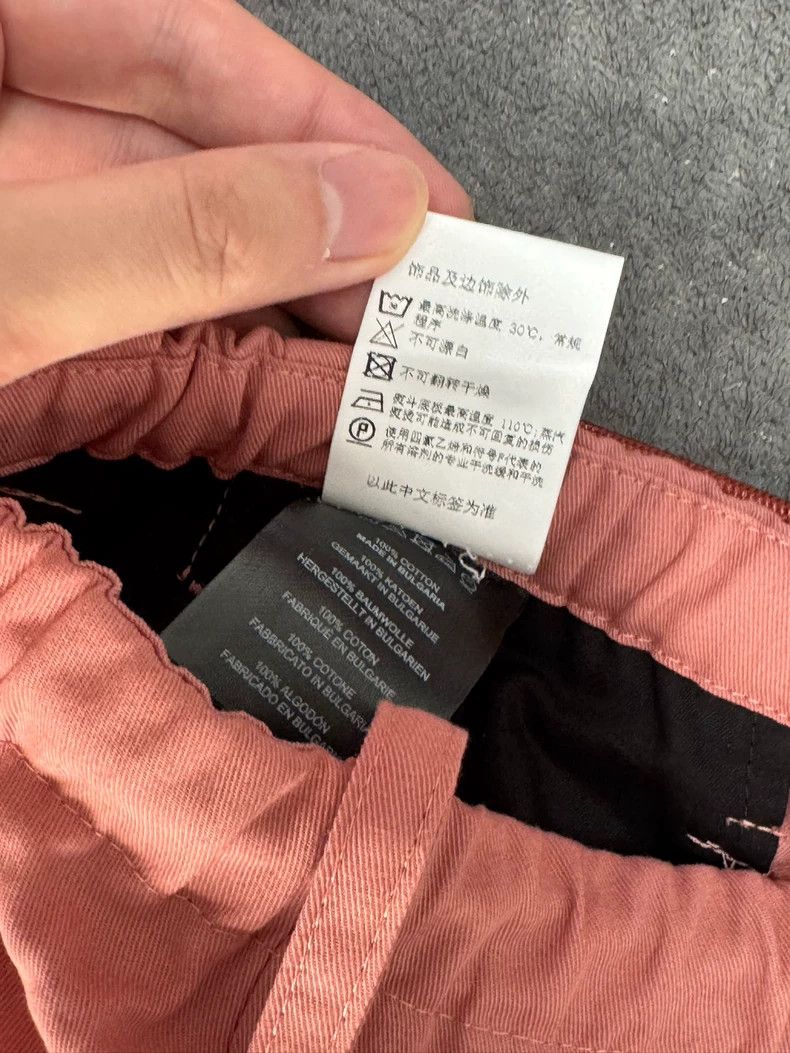 饰品及边饰除外
最高洗涤温度 30℃, 常规
程序
不可漂白
不可翻转干燥
熨斗底板最高温度 110℃;蒸汽
熨烫可能造成不可回复的损伤
P 使用四氯乙烯和符号F代表的
所有溶剂的专业干洗缓和干洗
以此中文标签为准
100% COTTON
MADE IN BULGARIA
100% KATOEN
GEMAAKT IN BULGARIJE
100% BAUMWOLLE
HERGESTELLT IN BULGARIEN
100% COTON
FABRIQUÉ EN BULGARIE
100% COTONE
FABBRICATO IN BULGARIA
100% ALGODÓN
FABRICADO EN BULGAR